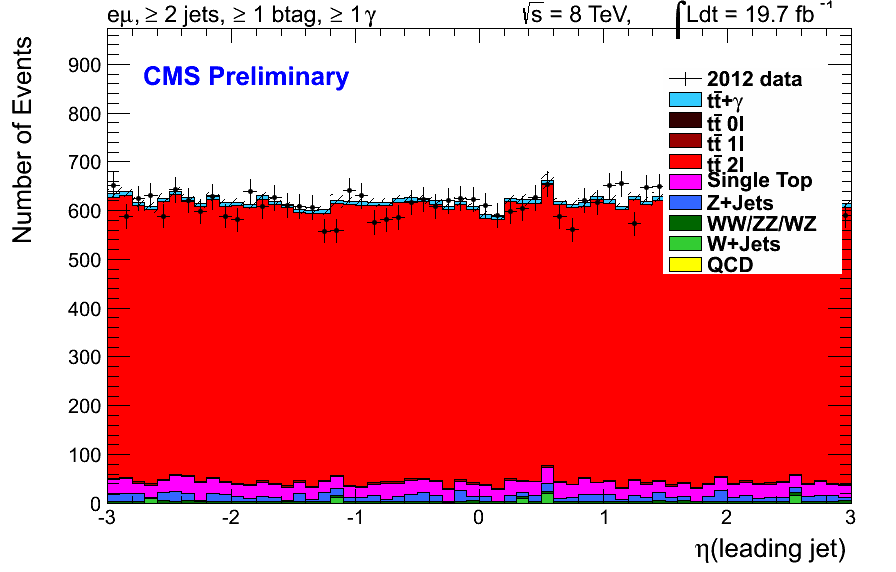 eμ, ≥ 2 jets, ≥ 1 btag, ≥ 1 γ
√s = 8 TeV, ∫Ldt = 19.7 fb⁻¹
CMS Preliminary
2012 data
tt̄+γ
tt̄ 0l
tt̄ 1l
tt̄ 2l
Single Top
Z+Jets
WW/ZZ/WZ
W+Jets
QCD
Number of Events
900
800
700
600
500
400
300
200
100
0
-3 -2 -1 0 1 2 3
η(leading jet)